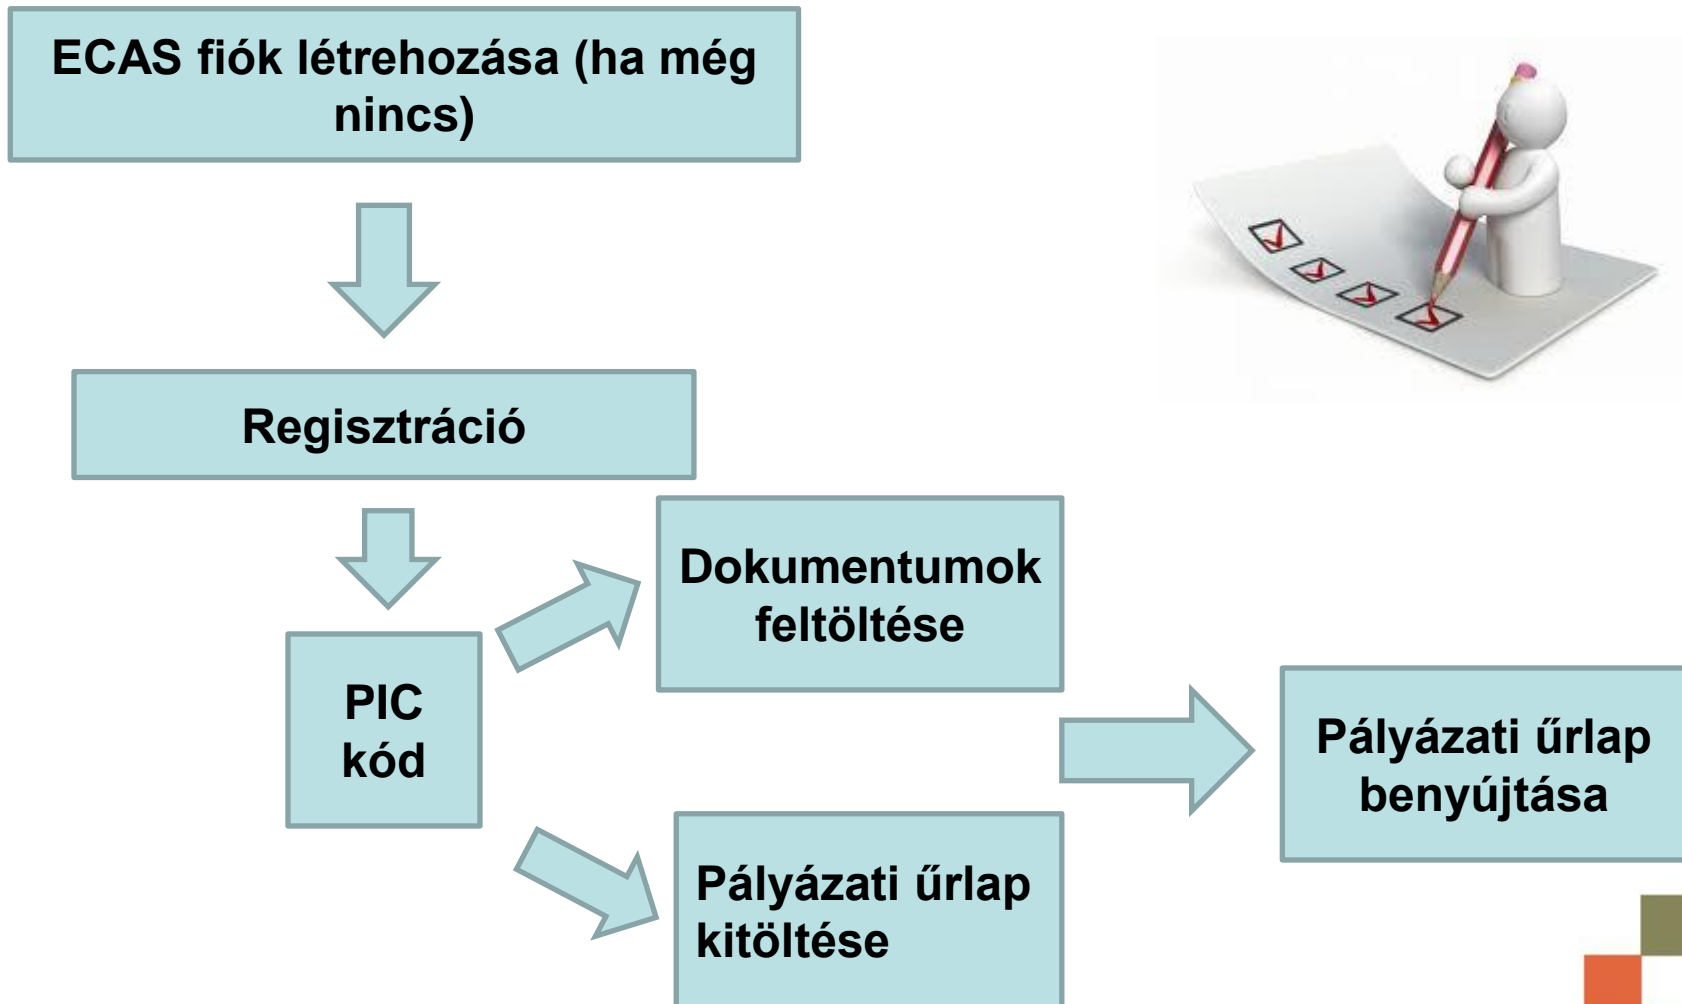 ECAS fiók létrehozása (ha még
nincs)
Regisztráció
Dokumentumok
feltöltése
PIC
kód
Pályázati űrlap
benyújtása
Pályázati űrlap
kitöltése